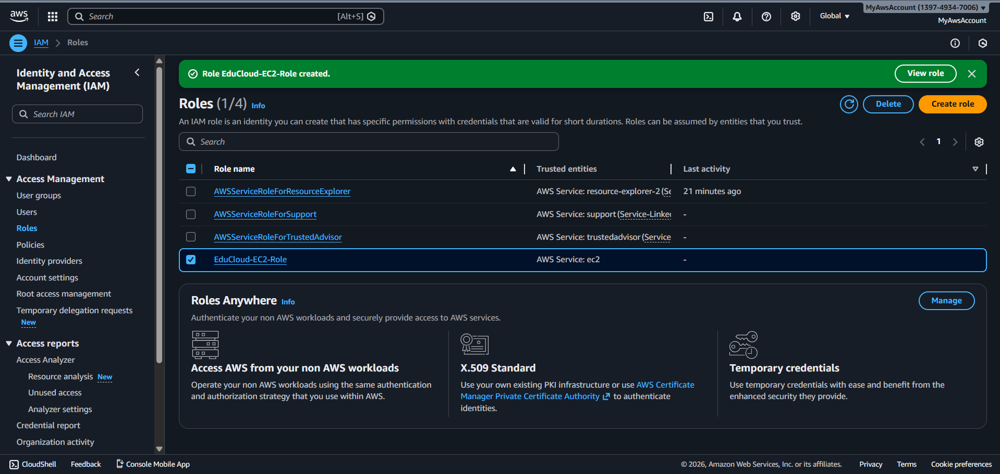 aws
Search
[Alt+S]
Global
MyAwsAccount (1397-4934-7006)
MyAwsAccount
IAM
Roles
Identity and Access
Management (IAM)
Search IAM
Dashboard
Access Management
User groups
Users
Roles
Policies
Identity providers
Account settings
Root access management
Temporary delegation requests
New
Access reports
Access Analyzer
Resource analysis New
Unused access
Analyzer settings
Credential report
Organization activity
Role EduCloud-EC2-Role created.
View role
Roles (1/4) Info
Delete
Create role
An IAM role is an identity you can create that has specific permissions with credentials that are valid for short durations. Roles can be assumed by entities that you trust.
Search
1
Role name Trusted entities Last activity
AWSServiceRoleForResourceExplorer AWS Service: resource-explorer-2 (Se 21 minutes ago
AWSServiceRoleForSupport AWS Service: support (Service-Linked -
AWSServiceRoleForTrustedAdvisor AWS Service: trustedadvisor (Service -
EduCloud-EC2-Role AWS Service: ec2 -
Roles Anywhere Info
Manage
Authenticate your non AWS workloads and securely provide access to AWS services.
Access AWS from your non AWS workloads
Operate your non AWS workloads using the same authentication
and authorization strategy that you use within AWS.
X.509 Standard
Use your own existing PKI infrastructure or use AWS Certificate
Manager Private Certificate Authority to authenticate
identities.
Temporary credentials
Use temporary credentials with ease and benefit from the
enhanced security they provide.
CloudShell
Feedback
Console Mobile App
© 2026, Amazon Web Services, Inc. or its affiliates.
Privacy
Terms
Cookie preferences